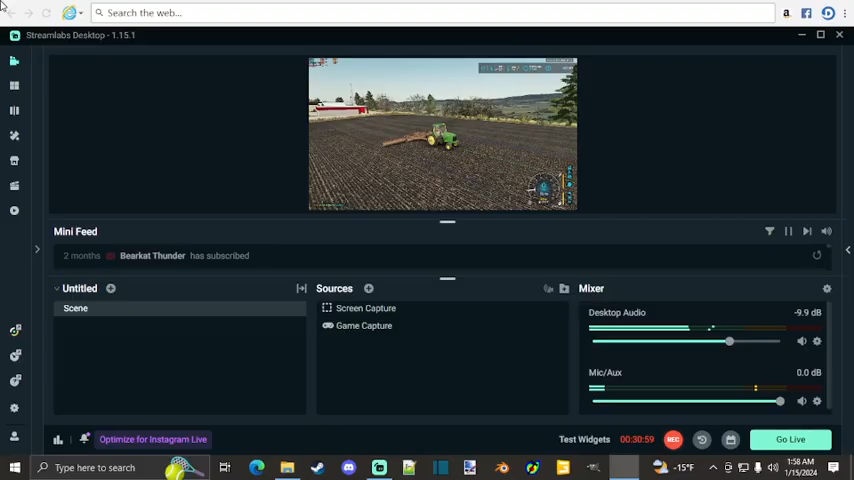 Search the web...
Streamlabs Desktop - 1.15.1
Mini Feed
2 months Bearkat Thunder has subscribed
Untitled
Sources
Mixer
Scene
Screen Capture
Game Capture
Desktop Audio
-9.9 dB
Mic/Aux
0.0 dB
Optimize for Instagram Live
Test Widgets
00:30:59
REC
Go Live
Type here to search
-15°F
1:58 AM
1/15/2024